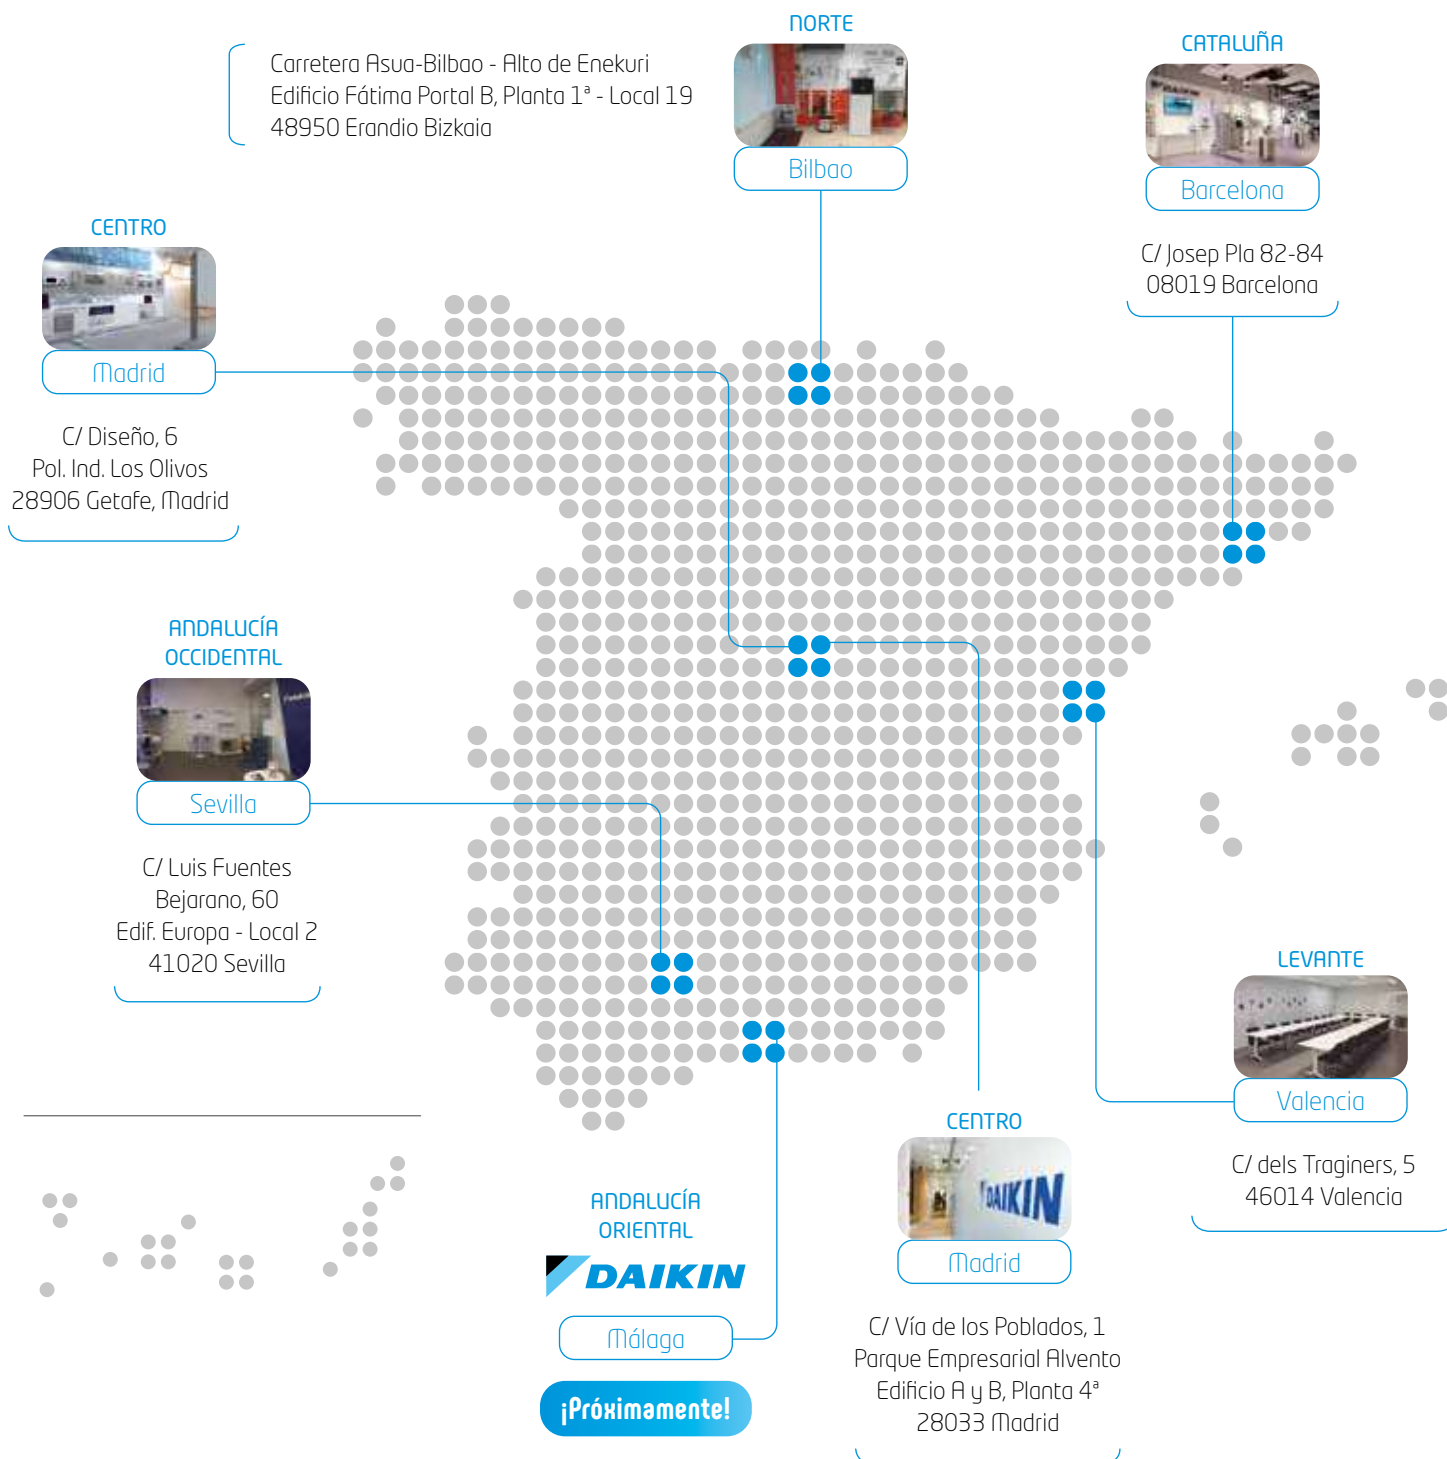 NORTE
Carretera Asua-Bilbao - Alto de Enekuri
Edificio Fátima Portal B, Planta 1ª - Local 19
48950 Erandio Bizkaia
Bilbao
CATALUÑA
DAIKIN
Barcelona
C/ Josep Pla 82-84
08019 Barcelona
CENTRO
Madrid
C/ Diseño, 6
Pol. Ind. Los Olivos
28906 Getafe, Madrid
ANDALUCÍA
OCCIDENTAL
Sevilla
C/ Luis Fuentes
Bejarano, 60
Edif. Europa - Local 2
41020 Sevilla
LEVANTE
Valencia
C/ dels Traginers, 5
46014 Valencia
CENTRO
DAIKIN
Madrid
C/ Vía de los Poblados, 1
Parque Empresarial Alvento
Edificio A y B, Planta 4ª
28033 Madrid
ANDALUCÍA
ORIENTAL
DAIKIN
Málaga
¡Próximamente!